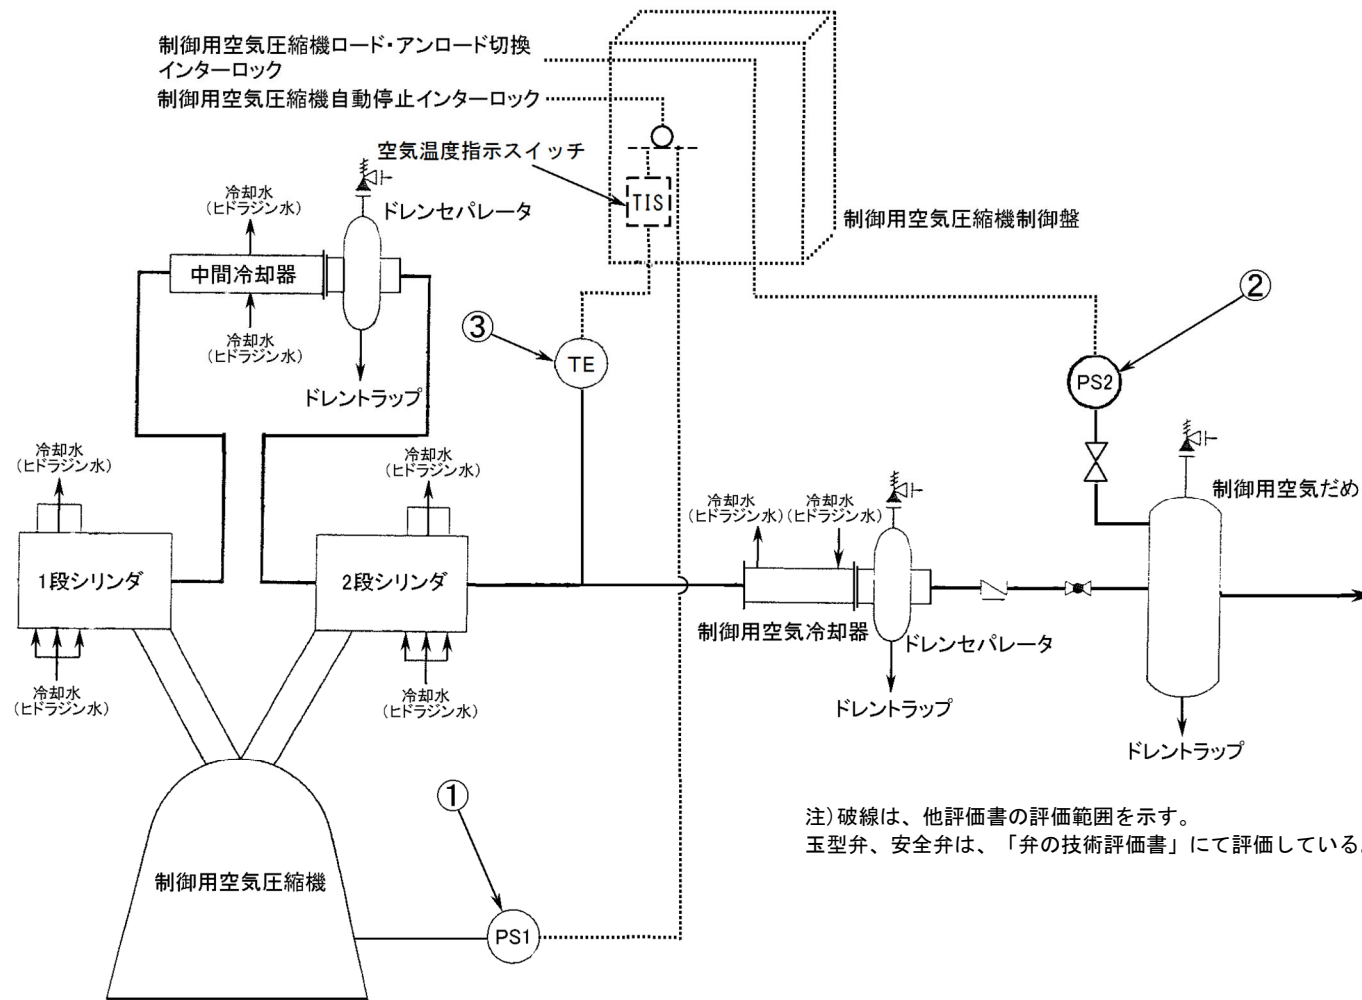 制御用空気圧縮機ロード・アンロード切換
インターロック
制御用空気圧縮機自動停止インターロック
空気温度指示スイッチ
TIS
制御用空気圧縮機制御盤
冷却水
(ヒドラジン水)
ドレンセパレータ
中間冷却器
冷却水
(ヒドラジン水)
ドレントラップ
③
TE
②
PS2
冷却水
(ヒドラジン水)
1段シリンダ
冷却水
(ヒドラジン水)
冷却水
(ヒドラジン水)
2段シリンダ
冷却水
(ヒドラジン水)
冷却水
(ヒドラジン水)
冷却水
(ヒドラジン水)
制御用空気冷却器
ドレンセパレータ
ドレントラップ
制御用空気だめ
ドレントラップ
①
PS1
制御用空気圧縮機
注)破線は、他評価書の評価範囲を示す。
玉型弁、安全弁は、「弁の技術評価書」にて評価している。